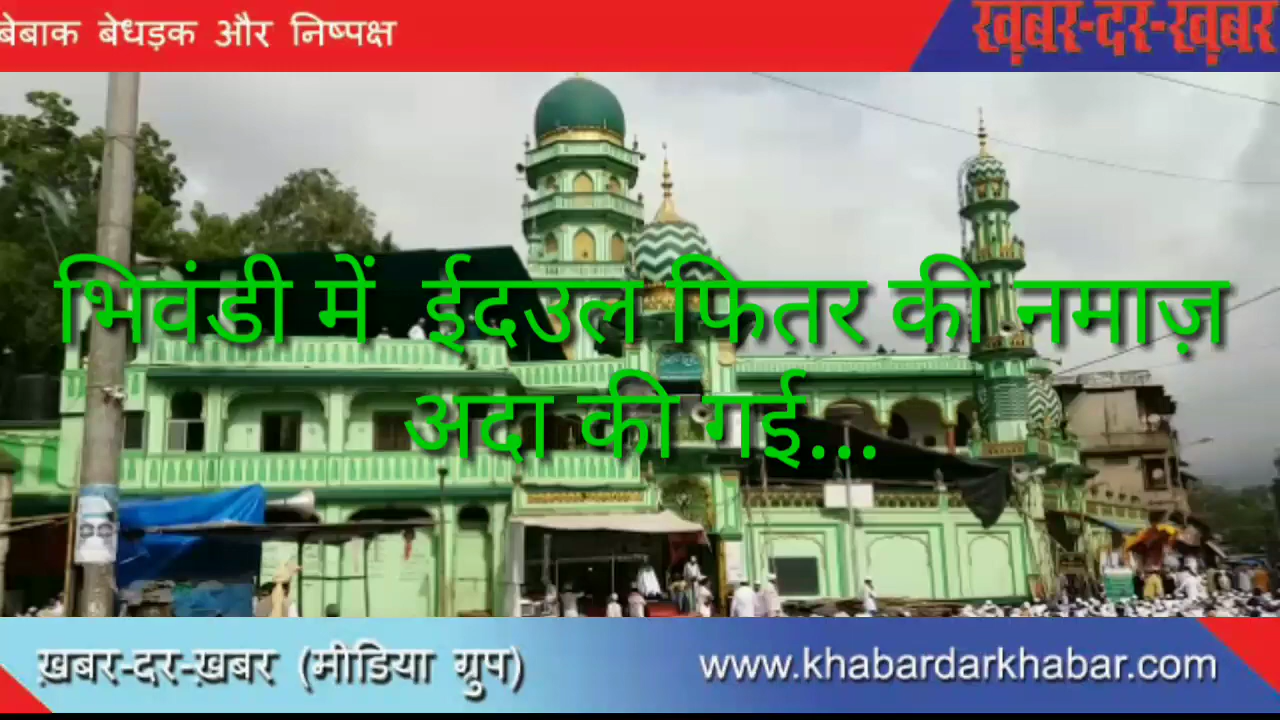 बेबाक बेधड़क और निष्पक्ष
ख़बर-दर-ख़बर
भिवंडी में ईदउल फितर की नमाज़
अदा की गई...
ख़बर-दर-ख़बर (मीडिया ग्रुप)
www.khabardarkhabar.com